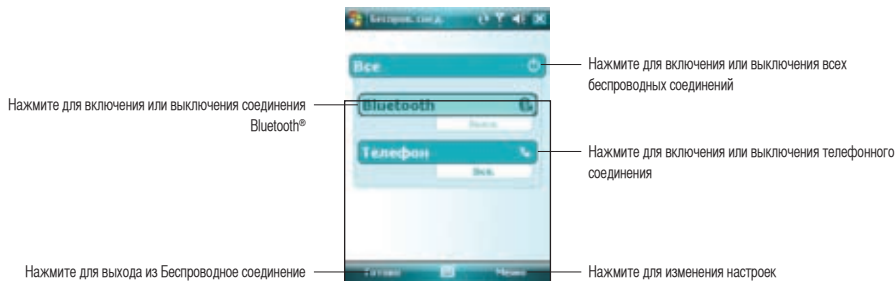 Беспров. соед.
Все
Нажмите для включения или выключения всех
беспроводных соединений
Нажмите для включения или выключения соединения
Bluetooth®
Bluetooth
Выкл.
Телефон
Вкл.
Нажмите для включения или выключения телефонного
соединения
Нажмите для выхода из Беспроводное соединение
Готово
Меню
Нажмите для изменения настроек